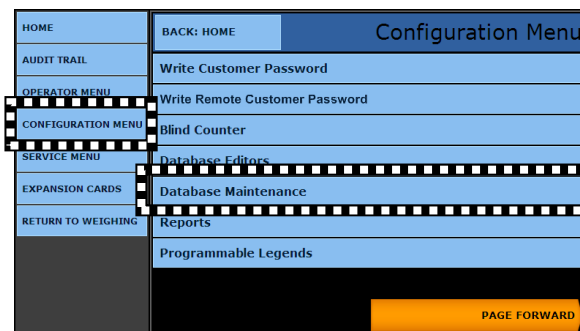 HOME
BACK: HOME
Configuration Menu
AUDIT TRAIL
OPERATOR MENU
CONFIGURATION MENU
SERVICE MENU
EXPANSION CARDS
RETURN TO WEIGHING
Write Customer Password
Write Remote Customer Password
Blind Counter
Database Editors
Database Maintenance
Reports
Programmable Legends
PAGE FORWARD